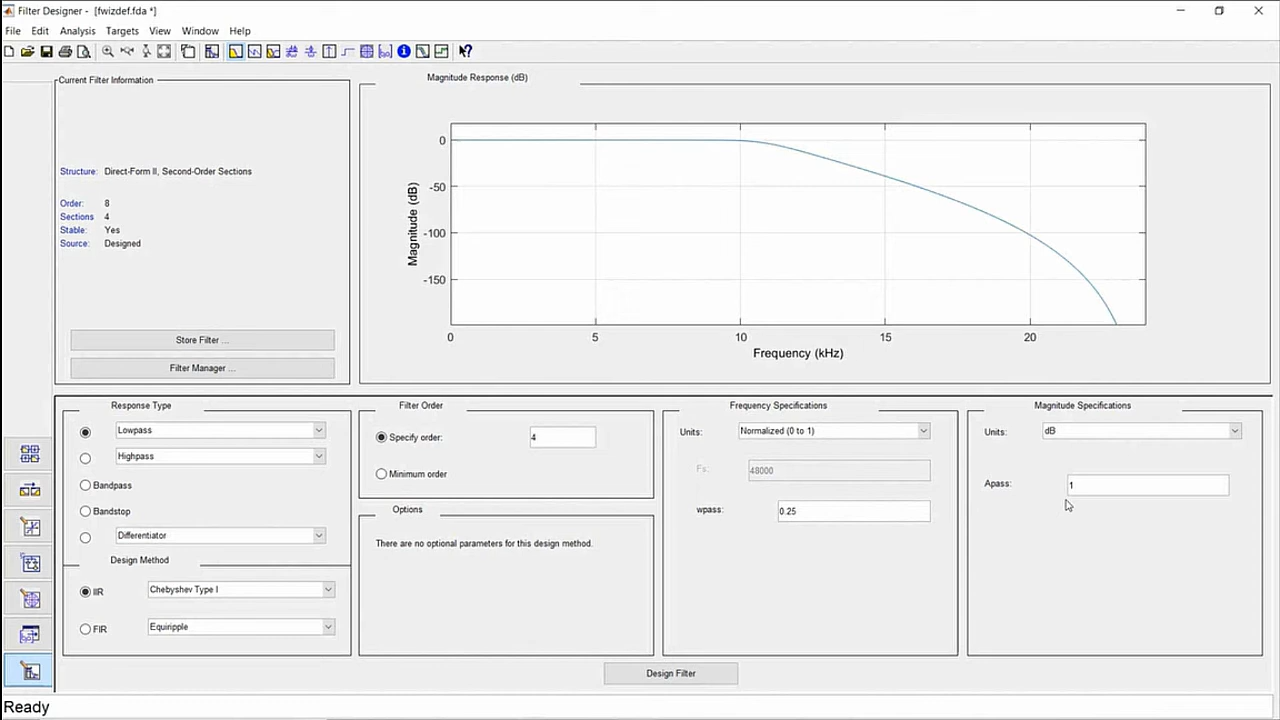 Filter Designer - [fwizdef.fda *]
File Edit Analysis Targets View Window Help
Current Filter Information
Structure: Direct-Form II, Second-Order Sections
Order: 8
Sections 4
Stable: Yes
Source: Designed
Store Filter ...
Filter Manager ...
Magnitude Response (dB)
Magnitude (dB)
0
-50
-100
-150
0 5 10 15 20
Frequency (kHz)
Response Type
Lowpass
Highpass
Bandpass
Bandstop
Differentiator
Design Method
IIR Chebyshev Type I
FIR Equiripple
Filter Order
Specify order: 4
Minimum order
Options
There are no optional parameters for this design method.
Frequency Specifications
Units: Normalized (0 to 1)
Fs: 48000
wpass: 0.25
Magnitude Specifications
Units: dB
Apass: 1
Design Filter
Ready